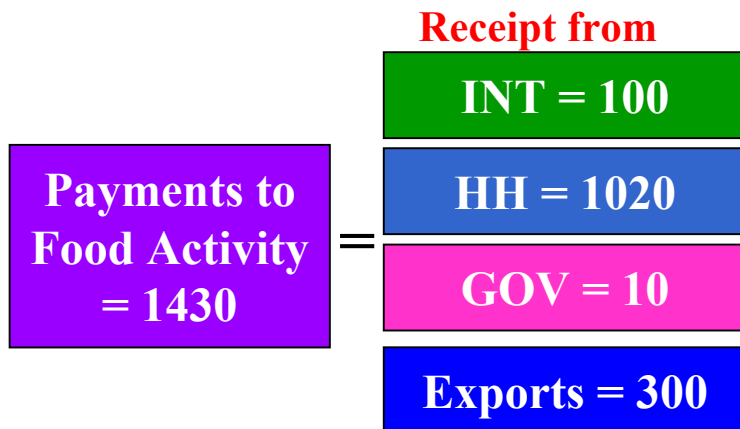 Receipt from
INT = 100
Payments to
Food Activity
= 1430
=
HH = 1020
GOV = 10
Exports = 300